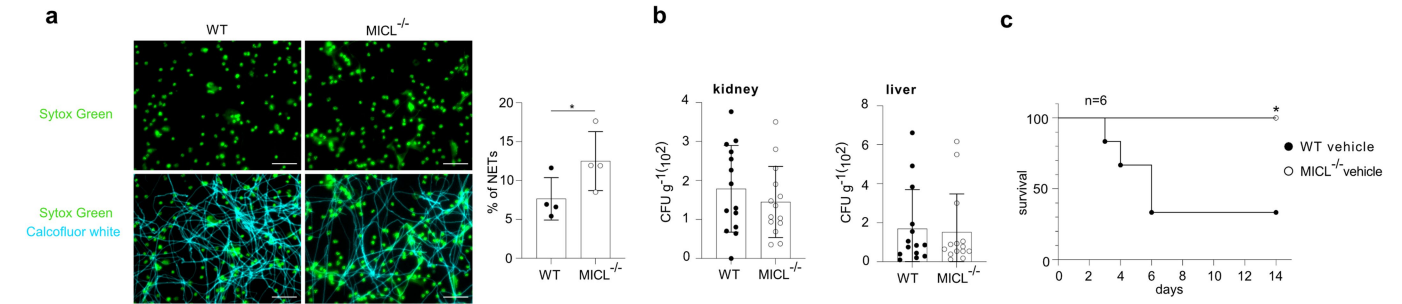 a
WT
MICL-/-
Sytox Green
Sytox Green
Calcofluor white
% of NETs
20
15
10
5
0
*
WT
MICL-/-
b
kidney
CFU g-1(102)
4
3
2
1
0
WT
MICL-/-
liver
CFU g-1(102)
8
6
4
2
0
WT
MICL-/-
c
n=6
survival
100
50
0
*
0 2 4 6 8 10 12 14
days
WT vehicle
MICL-/-vehicle